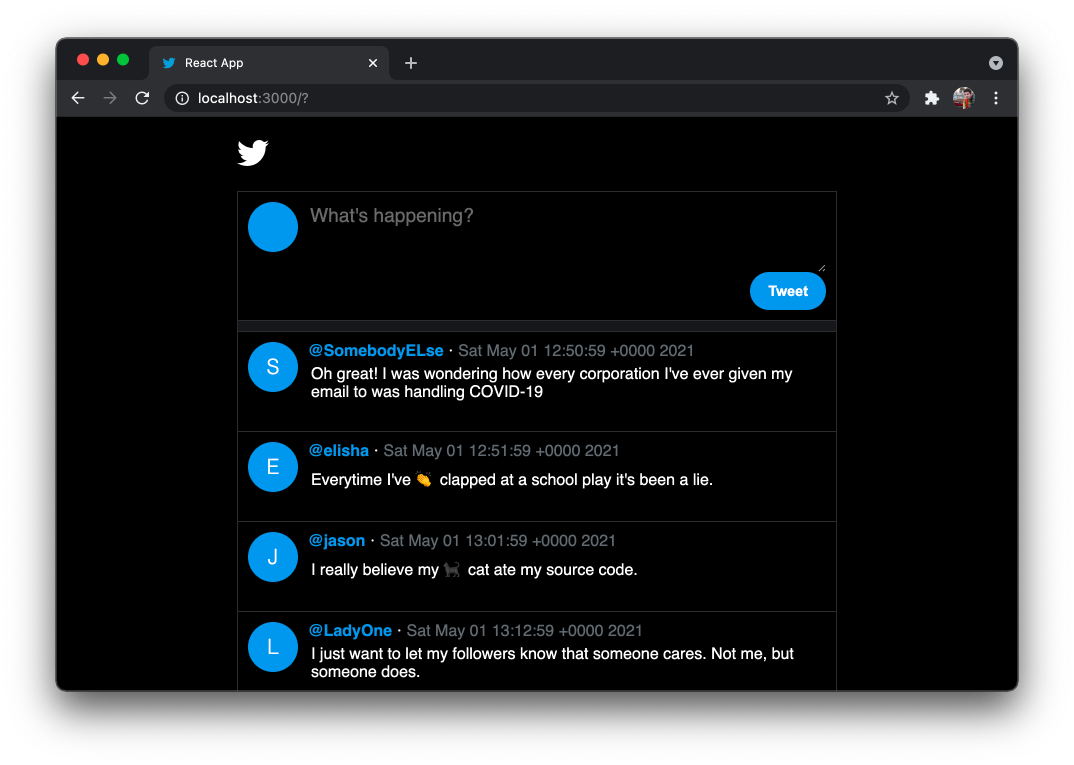 React App
localhost:3000/?
What's happening?
Tweet
S
@SomebodyELse · Sat May 01 12:50:59 +0000 2021
Oh great! I was wondering how every corporation I've ever given my
email to was handling COVID-19
E
@elisha · Sat May 01 12:51:59 +0000 2021
Everytime I've 👏 clapped at a school play it's been a lie.
J
@jason · Sat May 01 13:01:59 +0000 2021
I really believe my 🐈‍⬛ cat ate my source code.
L
@LadyOne · Sat May 01 13:12:59 +0000 2021
I just want to let my followers know that someone cares. Not me, but
someone does.